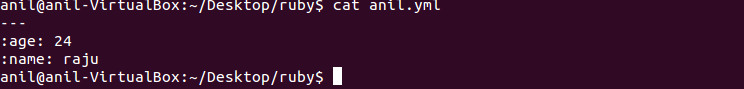 anil@anil-VirtualBox:~/Desktop/ruby$ cat anil.yml
---
:age: 24
:name: raju
anil@anil-VirtualBox:~/Desktop/ruby$